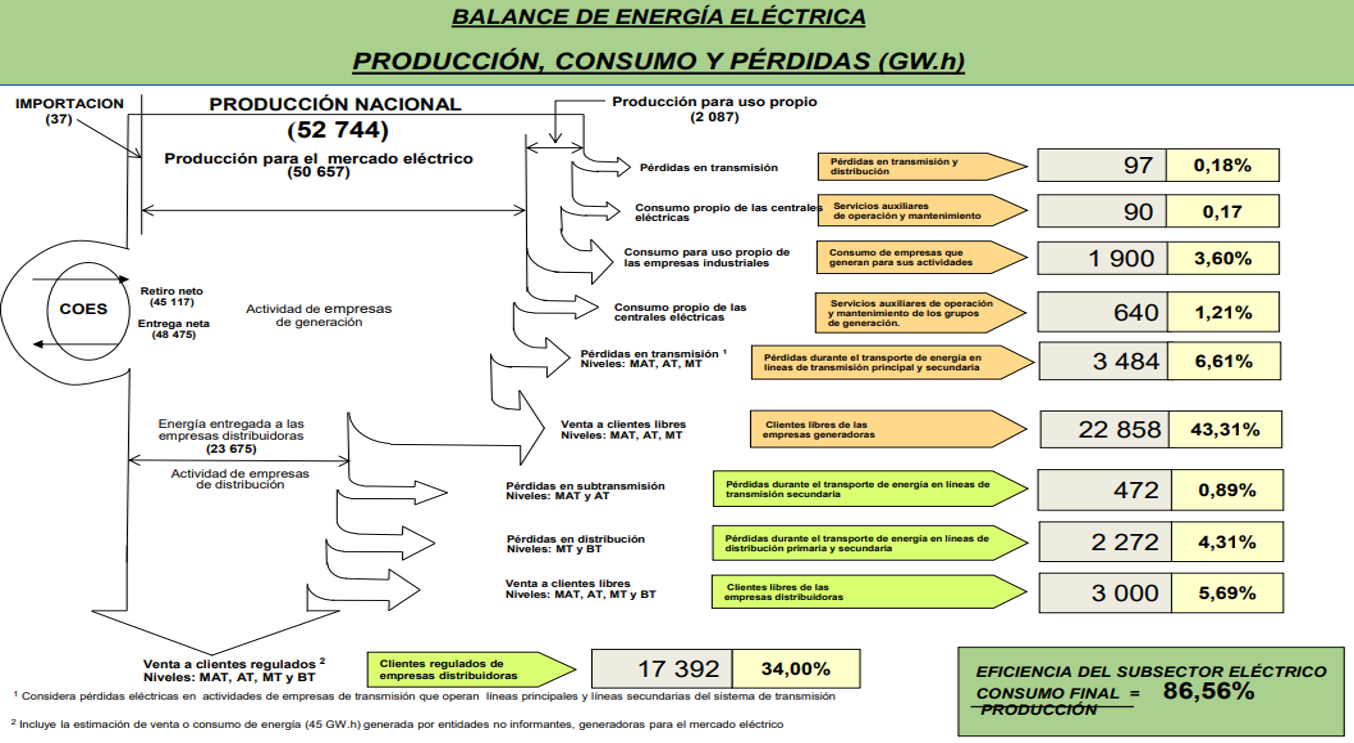 BALANCE DE ENERGÍA ELÉCTRICA
PRODUCCIÓN, CONSUMO Y PÉRDIDAS (GW.h)
IMPORTACION
(37)
PRODUCCIÓN NACIONAL
(52 744)
Producción para el mercado eléctrico
(50 657)
Producción para uso propio
(2 087)
Pérdidas en transmisión
Pérdidas en transmisión y
distribución
97
0,18%
Consumo propio de las centrales
eléctricas
Servicios auxiliares
de operación y mantenimiento
90
0,17
Consumo para uso propio de
las empresas industriales
Consumo de empresas que
generan para sus actividades
1 900
3,60%
COES
Retiro neto
(45 117)
Entrega neta
(48 475)
Actividad de empresas
de generación
Consumo propio de las
centrales eléctricas
Servicios auxiliares de operación
y mantenimiento de los grupos
de generación.
640
1,21%
Pérdidas en transmisión ¹
Niveles: MAT, AT, MT
Pérdidas durante el transporte de energía en
líneas de transmisión principal y secundaria
3 484
6,61%
Energía entregada a las
empresas distribuidoras
(23 675)
Actividad de empresas
de distribución
Venta a clientes libres
Niveles: MAT, AT, MT
Clientes libres de las
empresas generadoras
22 858
43,31%
Pérdidas en subtransmisión
Niveles: MAT y AT
Pérdidas durante el transporte de energía en líneas de
transmisión secundaria
472
0,89%
Pérdidas en distribución
Niveles: MT y BT
Pérdidas durante el transporte de energía en líneas de
distribución primaria y secundaria
2 272
4,31%
Venta a clientes libres
Niveles: MAT, AT, MT y BT
Clientes libres de las
empresas distribuidoras
3 000
5,69%
Venta a clientes regulados ²
Niveles: MAT, AT, MT y BT
Clientes regulados de
empresas distribuidoras
17 392
34,00%
EFICIENCIA DEL SUBSECTOR ELÉCTRICO
CONSUMO FINAL = 86,56%
PRODUCCIÓN
¹ Considera pérdidas eléctricas en actividades de empresas de transmisión que operan líneas principales y líneas secundarias del sistema de transmisión
² Incluye la estimación de venta o consumo de energía (45 GW.h) generada por entidades no informantes, generadoras para el mercado eléctrico